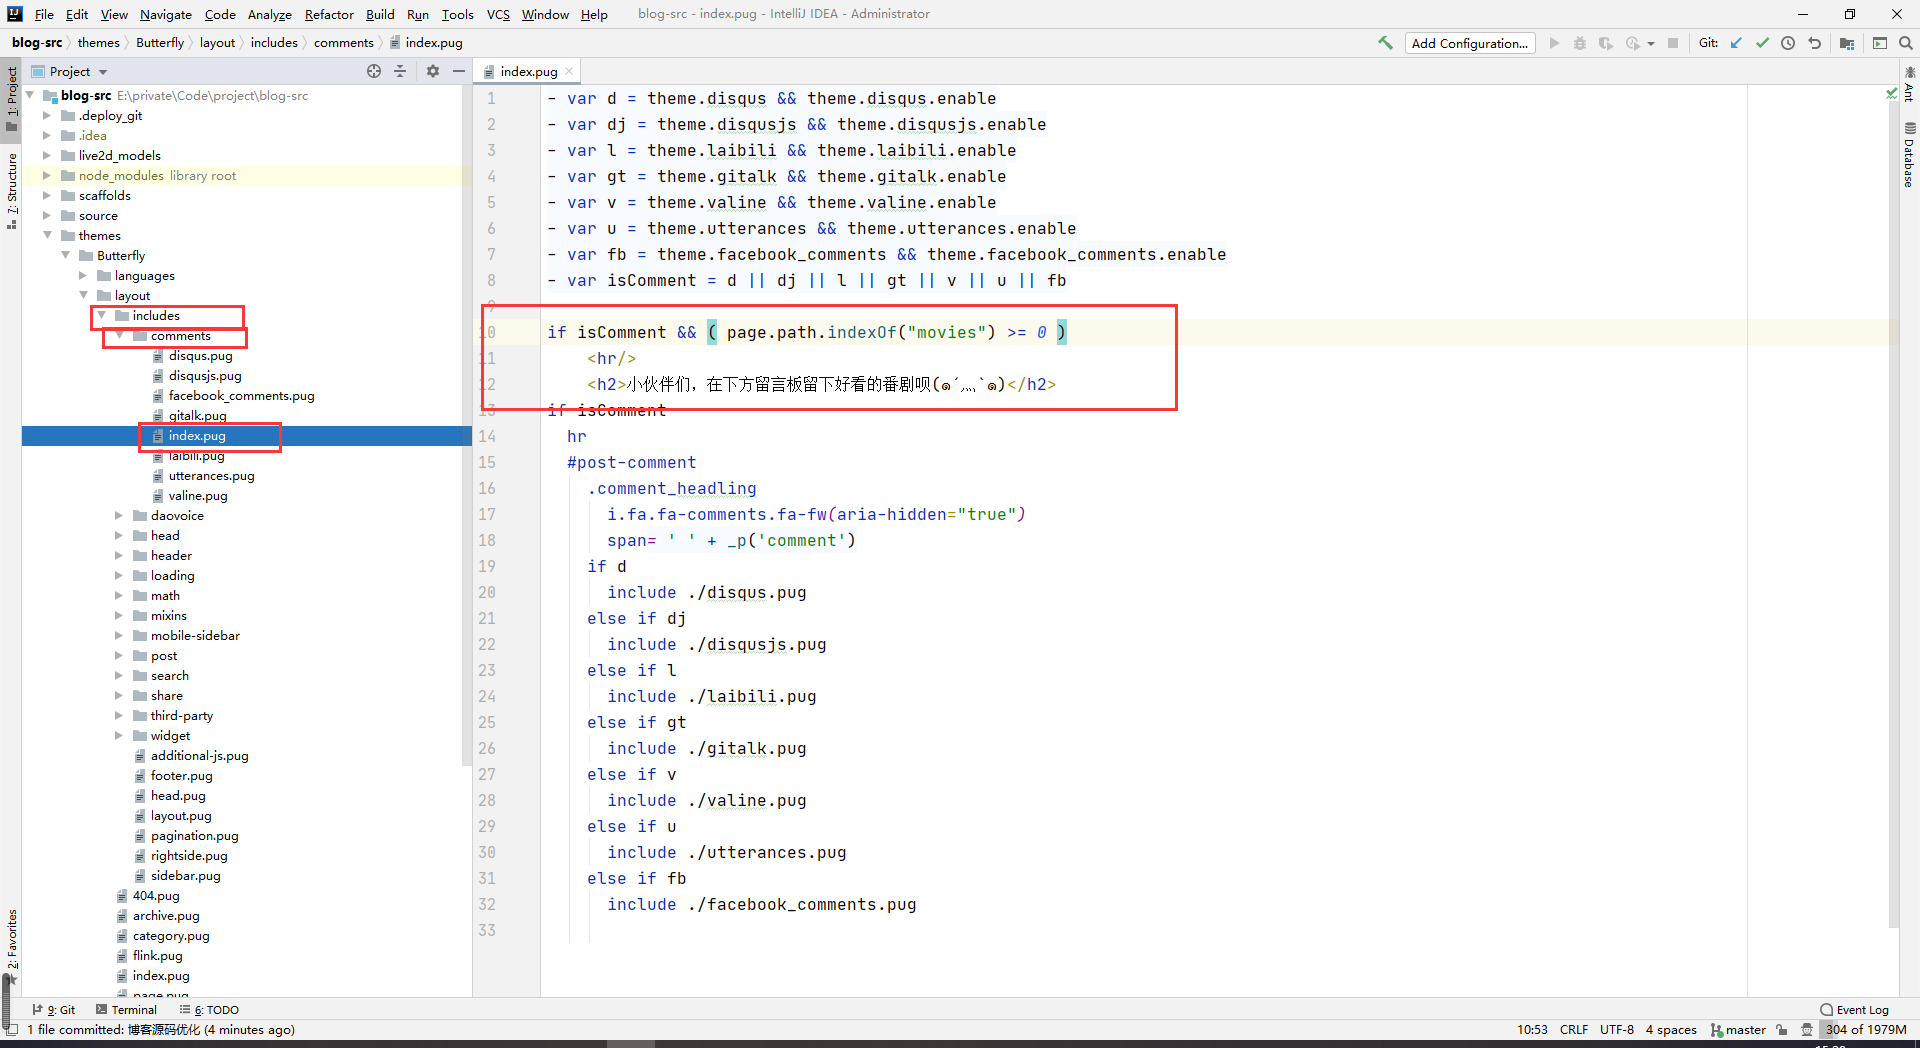 File Edit View Navigate Code Analyze Refactor Build Run Tools VCS Window Help blog-src - index.pug - IntelliJ IDEA - Administrator
blog-src themes Butterfly layout includes comments index.pug Add Configuration... Git:
Project index.pug
1: Project
7: Structure
2: Favorites
Ant
Database
blog-src E:\private\Code\project\blog-src
.deploy_git
.idea
live2d_models
node_modules library root
scaffolds
source
themes
Butterfly
languages
layout
includes
comments
disqus.pug
disqusjs.pug
facebook_comments.pug
gitalk.pug
index.pug
laibili.pug
utterances.pug
valine.pug
daovoice
head
header
loading
math
mixins
mobile-sidebar
post
search
share
third-party
widget
additional-js.pug
footer.pug
head.pug
layout.pug
pagination.pug
rightside.pug
sidebar.pug
404.pug
archive.pug
category.pug
flink.pug
index.pug
page.pug
1 - var d = theme.disqus && theme.disqus.enable
2 - var dj = theme.disqusjs && theme.disqusjs.enable
3 - var l = theme.laibili && theme.laibili.enable
4 - var gt = theme.gitalk && theme.gitalk.enable
5 - var v = theme.valine && theme.valine.enable
6 - var u = theme.utterances && theme.utterances.enable
7 - var fb = theme.facebook_comments && theme.facebook_comments.enable
8 - var isComment = d || dj || l || gt || v || u || fb
9
10 if isComment && ( page.path.indexOf("movies") >= 0 )
11 <hr/>
12 <h2>小伙伴们，在下方留言板留下好看的番剧呗(๑´灬`๑)</h2>
13 if isComment
14 hr
15 #post-comment
16 .comment_headling
17 i.fa.fa-comments.fa-fw(aria-hidden="true")
18 span= ' ' + _p('comment')
19 if d
20 include ./disqus.pug
21 else if dj
22 include ./disqusjs.pug
23 else if l
24 include ./laibili.pug
25 else if gt
26 include ./gitalk.pug
27 else if v
28 include ./valine.pug
29 else if u
30 include ./utterances.pug
31 else if fb
32 include ./facebook_comments.pug
33
9: Git Terminal 6: TODO Event Log
1 file committed: 博客源码优化 (4 minutes ago) 10:53 CRLF UTF-8 4 spaces master 304 of 1979M